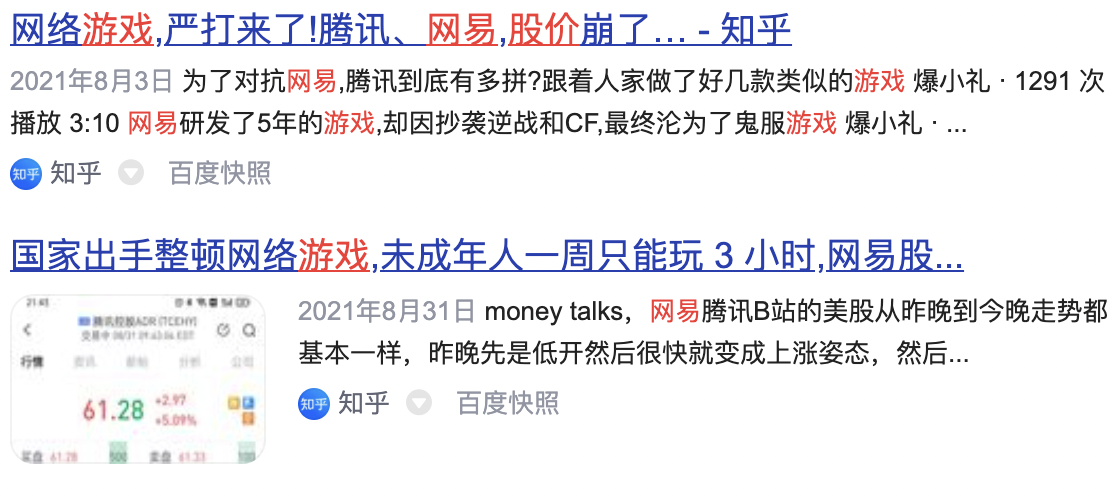 网络游戏,严打来了!腾讯、网易,股价崩了... - 知乎
2021年8月3日 为了对抗网易,腾讯到底有多拼?跟着人家做了好几款类似的游戏 爆小礼 · 1291 次
播放 3:10 网易研发了5年的游戏,却因抄袭逆战和CF,最终沦为了鬼服游戏 爆小礼 · ...
知乎 知乎 百度快照
国家出手整顿网络游戏,未成年人一周只能玩 3 小时,网易股...
21:43
腾讯控股ADR (TCEHY)
行情 资讯 分析 公司
61.28 +2.97
+5.09%
买盘 61.28 500 卖盘 61.33 100
2021年8月31日 money talks，网易腾讯B站的美股从昨晚到今晚走势都
基本一样，昨晚先是低开然后很快就变成上涨姿态，然后...
知乎 知乎 百度快照